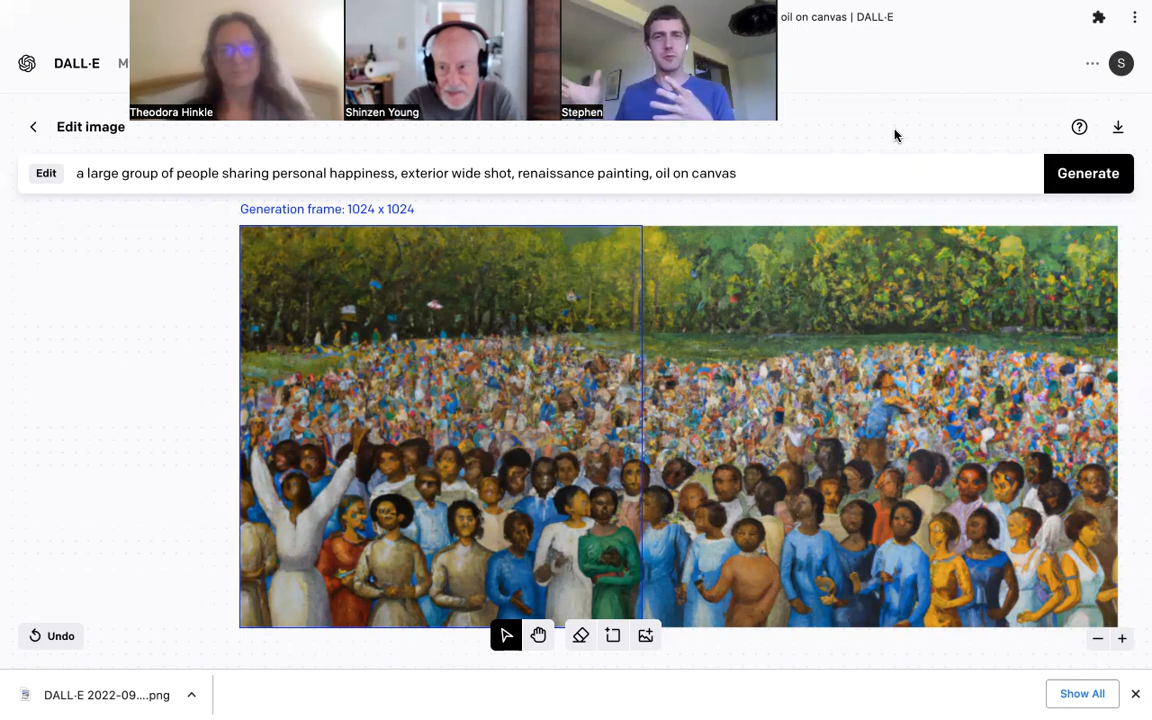 oil on canvas | DALL·E
DALL·E
M
S
Theodora Hinkle
Shinzen Young
Stephen
Edit image
Edit
a large group of people sharing personal happiness, exterior wide shot, renaissance painting, oil on canvas
Generate
Generation frame: 1024 x 1024
Undo
DALL·E 2022-09....png
Show All